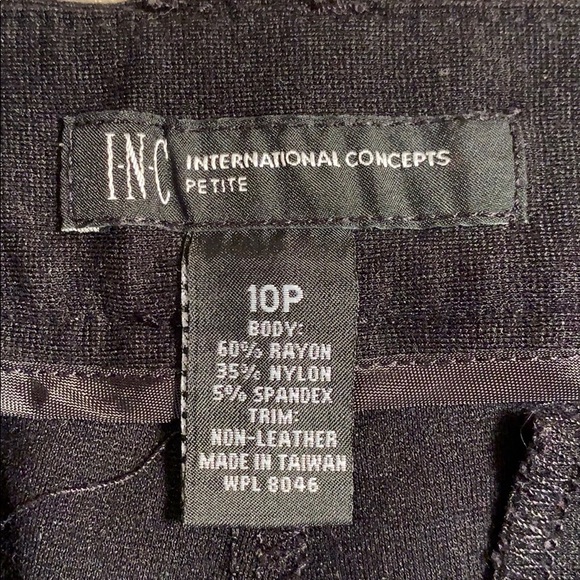 I·N·C INTERNATIONAL CONCEPTS
PETITE
10P
BODY:
60% RAYON
35% NYLON
5% SPANDEX
TRIM:
NON-LEATHER
MADE IN TAIWAN
WPL 8046